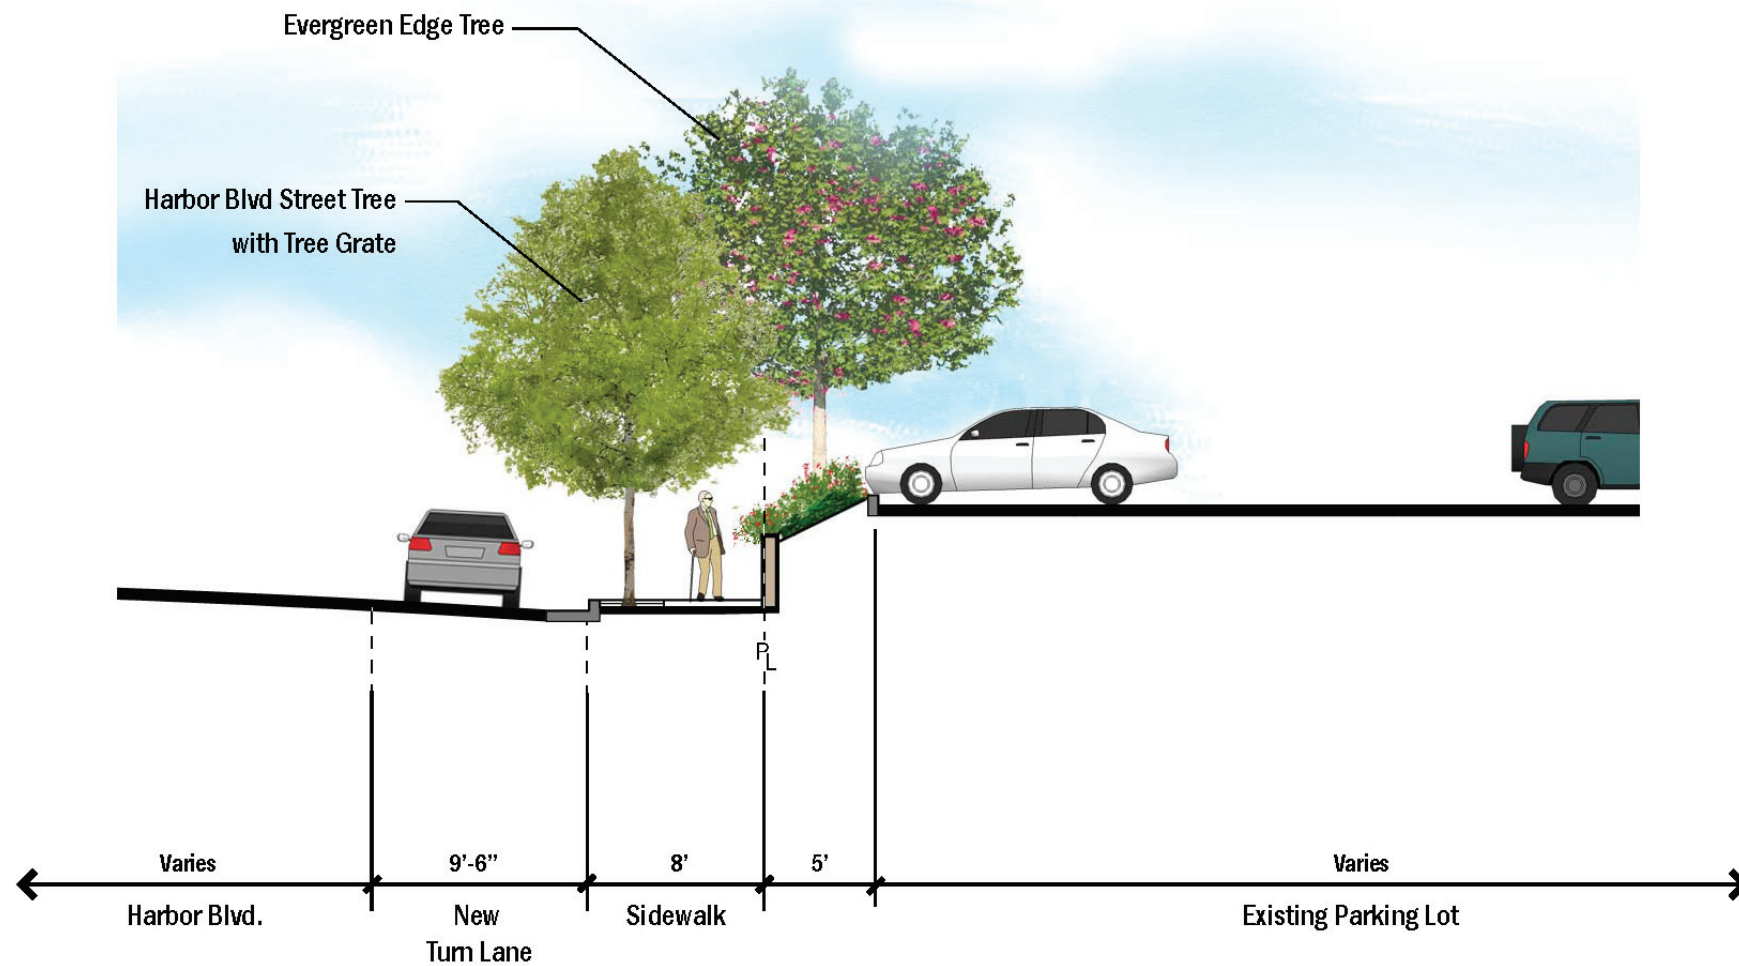 Evergreen Edge Tree
Harbor Blvd Street Tree
with Tree Grate
PL
Varies
9’-6”
8’
5’
Varies
Harbor Blvd.
New
Turn Lane
Sidewalk
Existing Parking Lot